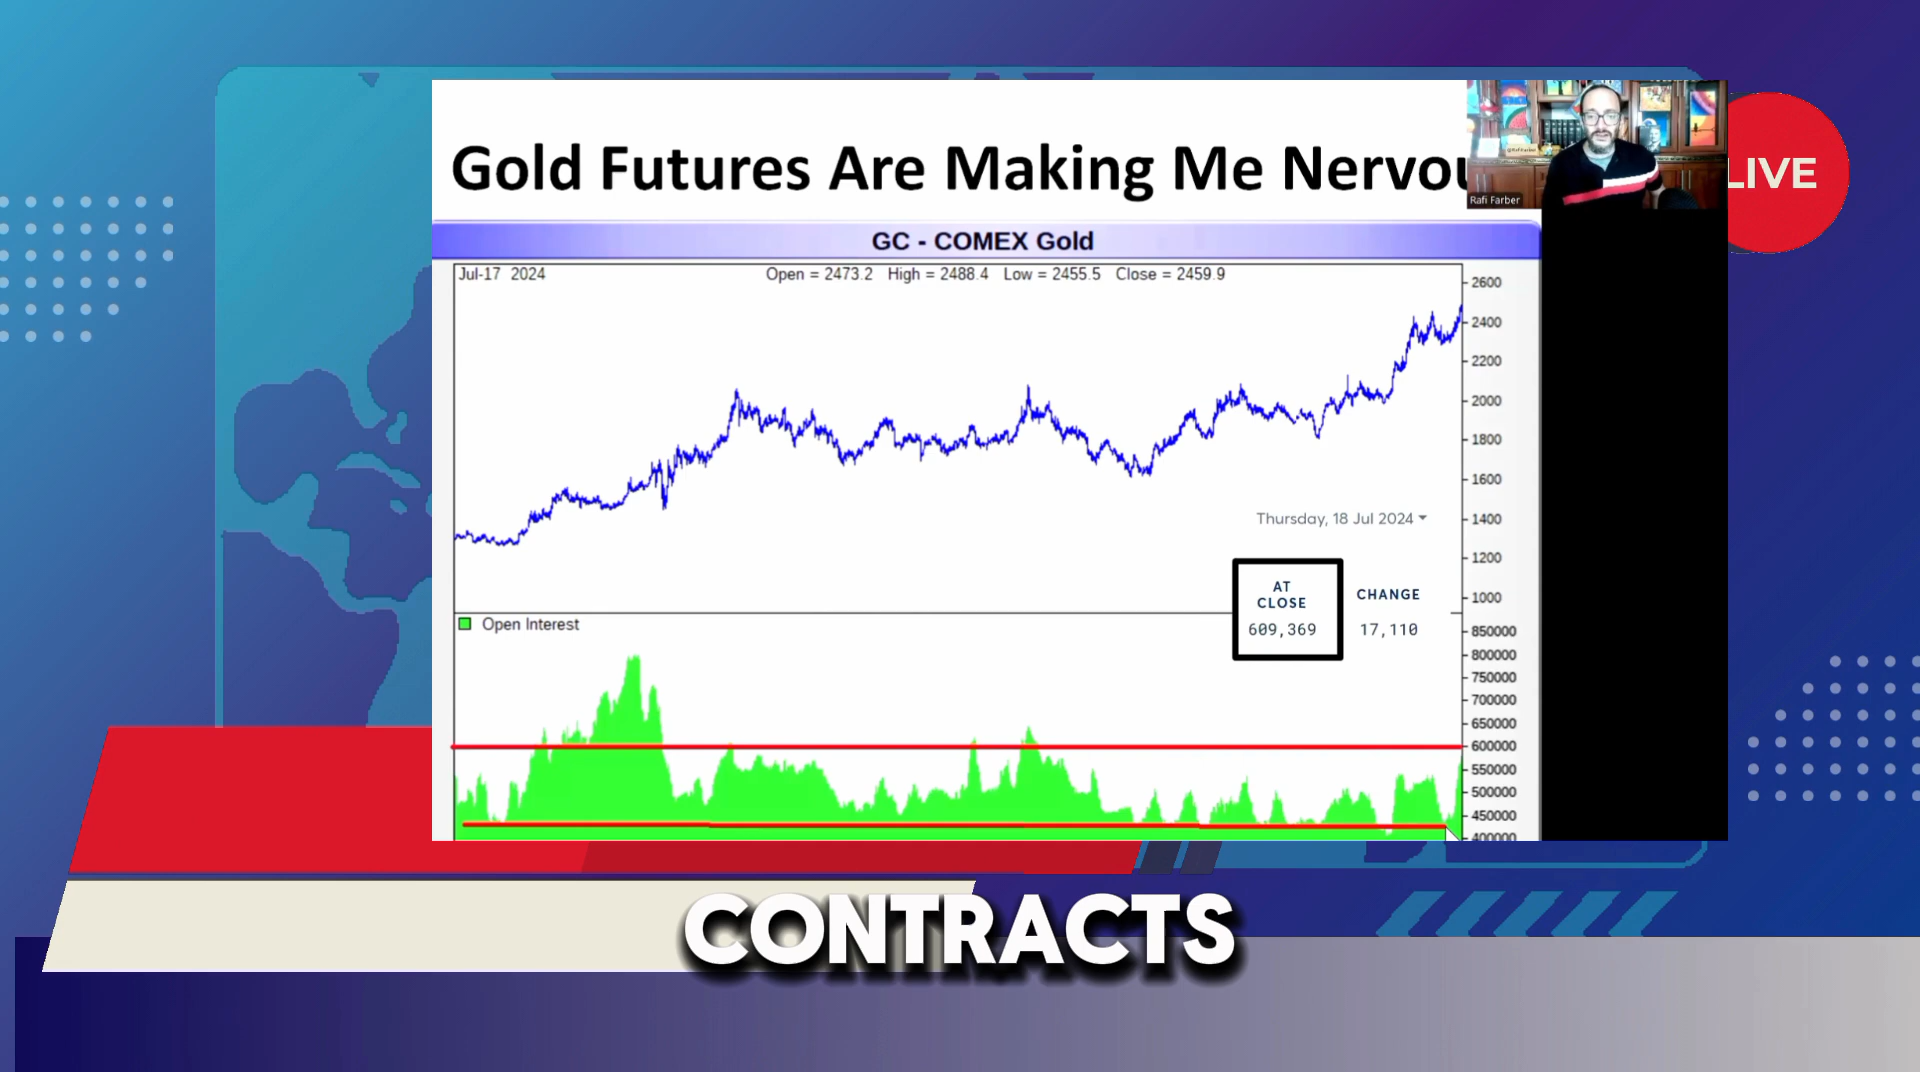 Gold Futures Are Making Me Nervou
LIVE
Rafi Farber
GC - COMEX Gold
Jul-17 2024 Open = 2473.2 High = 2488.4 Low = 2455.5 Close = 2459.9
2600
2400
2200
2000
1800
1600
Thursday, 18 Jul 2024
1400
1200
AT
CLOSE
CHANGE
1000
609,369 17,110
Open Interest
850000
800000
750000
700000
650000
600000
550000
500000
450000
400000
CONTRACTS